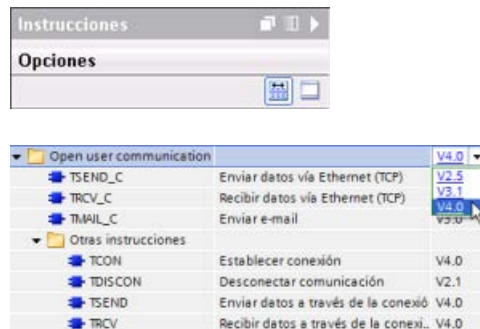 Instrucciones
Opciones
Open user communication V4.0
V2.5
V3.1
V4.0
TSEND_C Enviar datos vía Ethernet (TCP)
TRCV_C Recibir datos vía Ethernet (TCP)
TMAIL_C Enviar e-mail
Otras instrucciones
TCON Establecer conexión V4.0
TDISCON Desconectar comunicación V2.1
TSEND Enviar datos a través de la conexió V4.0
TRCV Recibir datos a través de la conexi.. V4.0